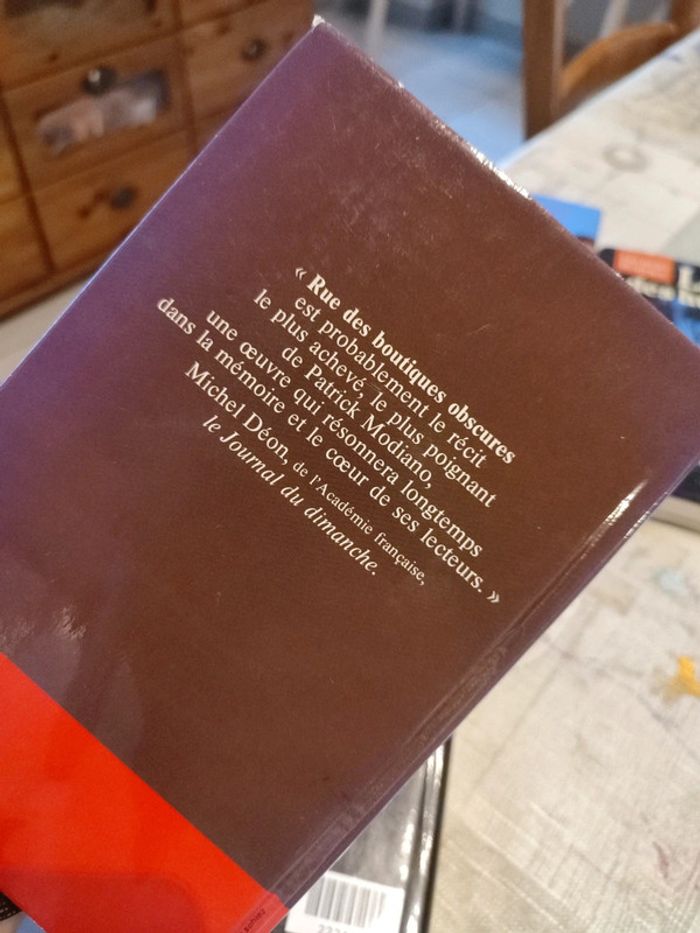 « Rue des boutiques obscures
est probablement le récit
le plus achevé, le plus poignant
de Patrick Modiano,
une œuvre qui résonnera longtemps
dans la mémoire et le cœur de ses lecteurs. »
Michel Déon, de l'Académie française,
le Journal du dimanche.